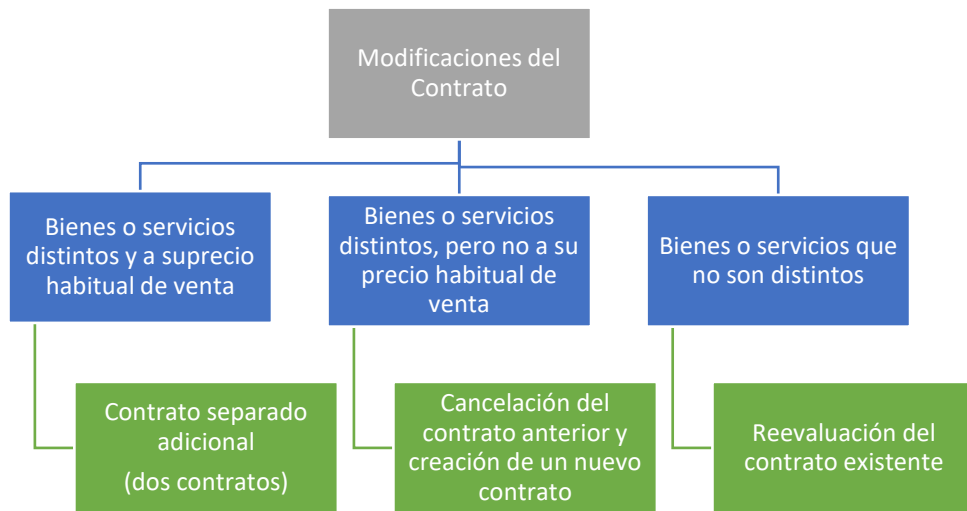 Modificaciones del
Contrato
Bienes o servicios
distintos y a suprecio
habitual de venta
Bienes o servicios
distintos, pero no a su
precio habitual de
venta
Bienes o servicios que
no son distintos
Contrato separado
adicional
(dos contratos)
Cancelación del
contrato anterior y
creación de un nuevo
contrato
Reevaluación del
contrato existente